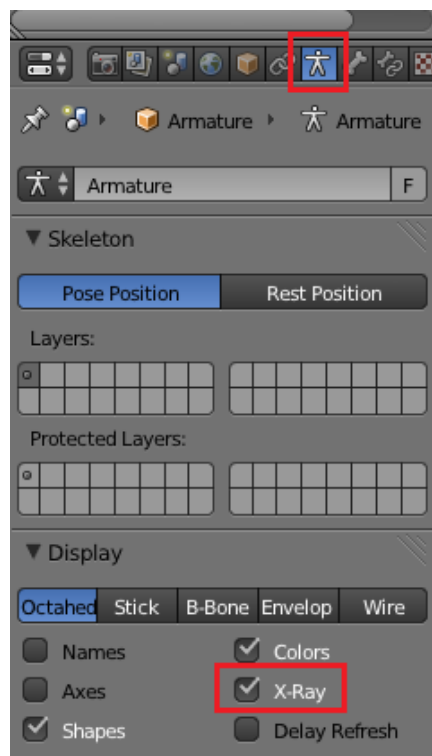 Armature Armature
Armature F
Skeleton
Pose Position Rest Position
Layers:
Protected Layers:
Display
Octahed Stick B-Bone Envelop Wire
Names Colors
Axes X-Ray
Shapes Delay Refresh